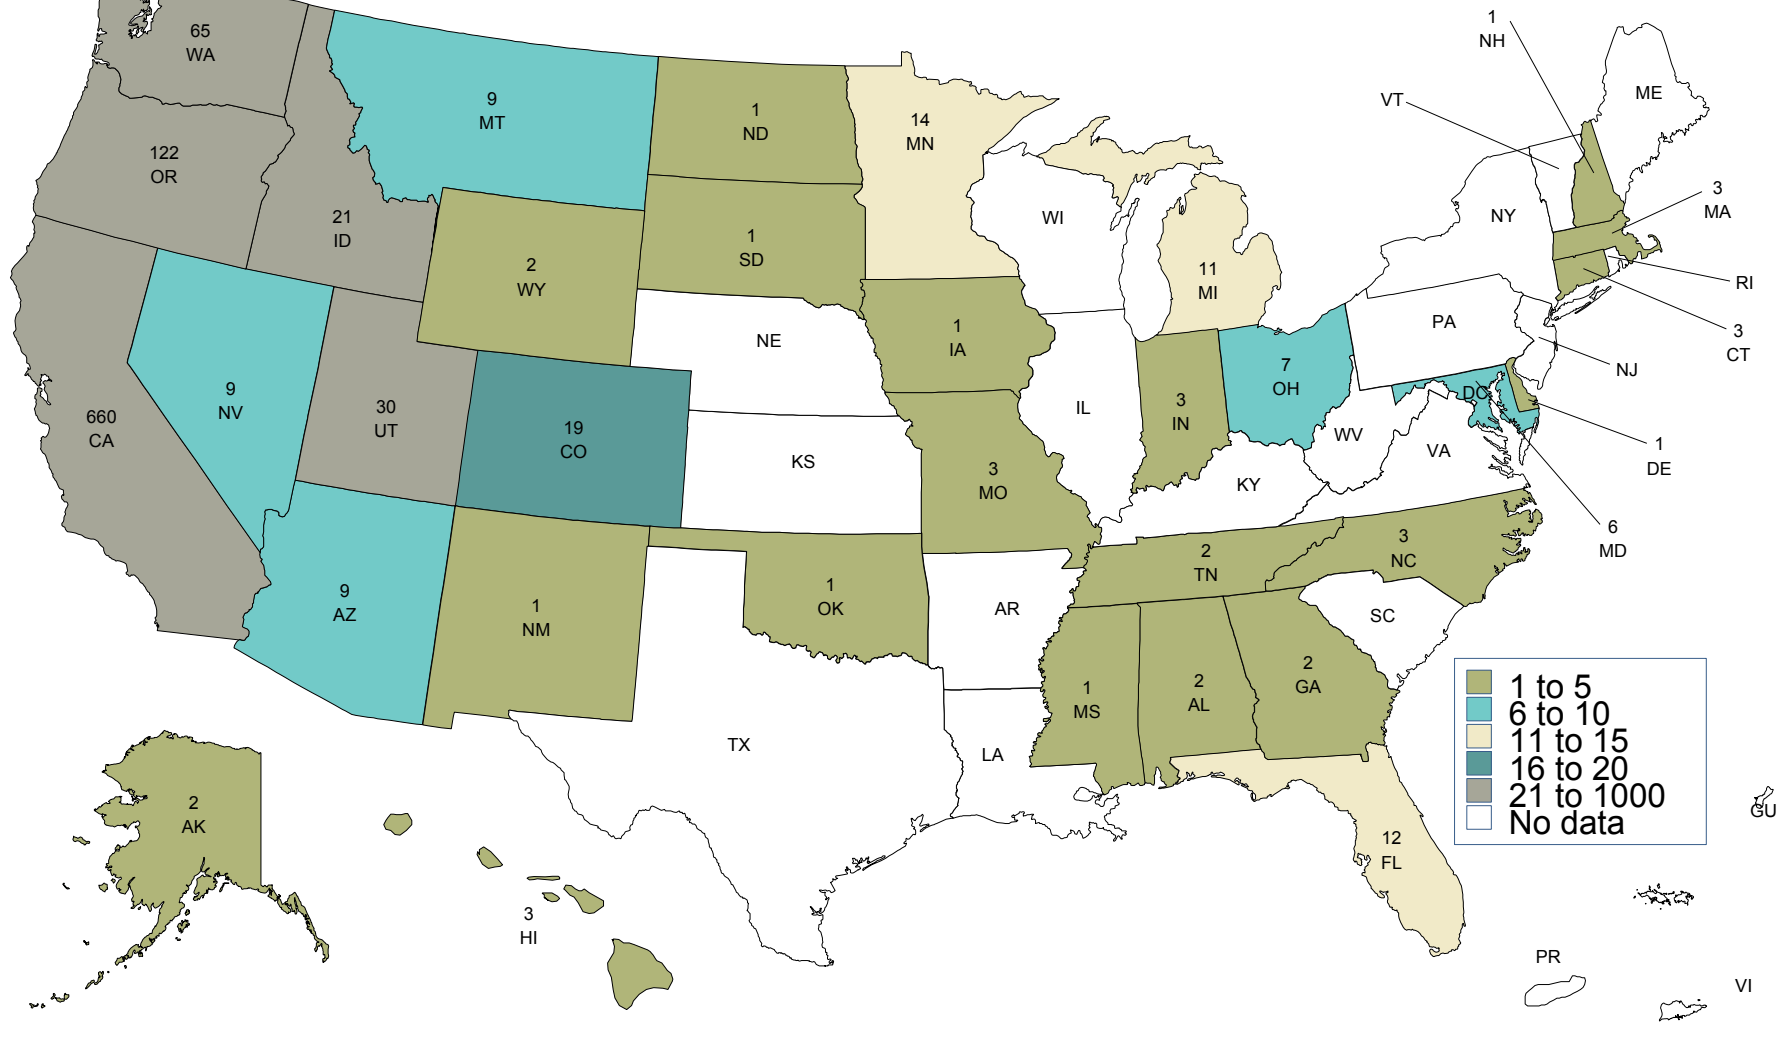 65
WA
122
OR
21
ID
9
MT
1
ND
14
MN
1
SD
2
WY
9
NV
660
CA
30
UT
19
CO
9
AZ
1
NM
NE
KS
1
OK
TX
1
IA
3
MO
AR
LA
WI
IL
11
MI
3
IN
7
OH
KY
WV
VA
PA
NY
VT
1
NH
ME
3
MA
RI
3
CT
NJ
DC
1
DE
6
MD
2
TN
3
NC
SC
1
MS
2
AL
2
GA
12
FL
2
AK
3
HI
GU
PR
VI
1 to 5
6 to 10
11 to 15
16 to 20
21 to 1000
No data